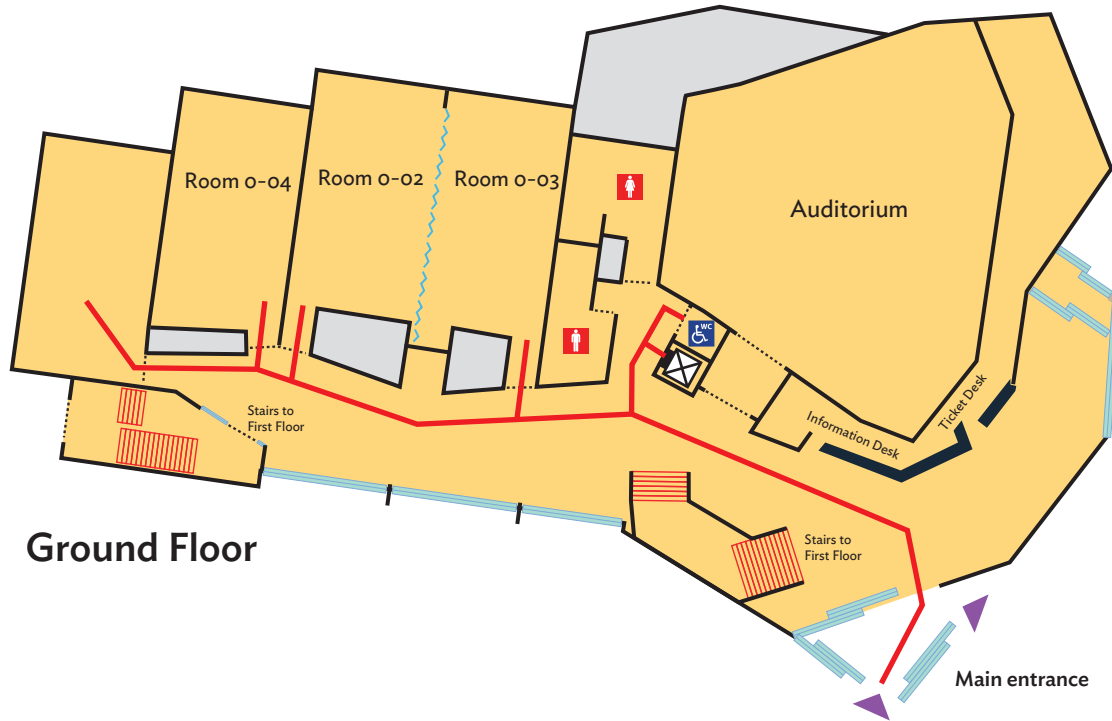 Room 0-04
Room 0-02
Room 0-03
Auditorium
WC
Information Desk
Ticket Desk
Stairs to
First Floor
Stairs to
First Floor
Ground Floor
Main entrance